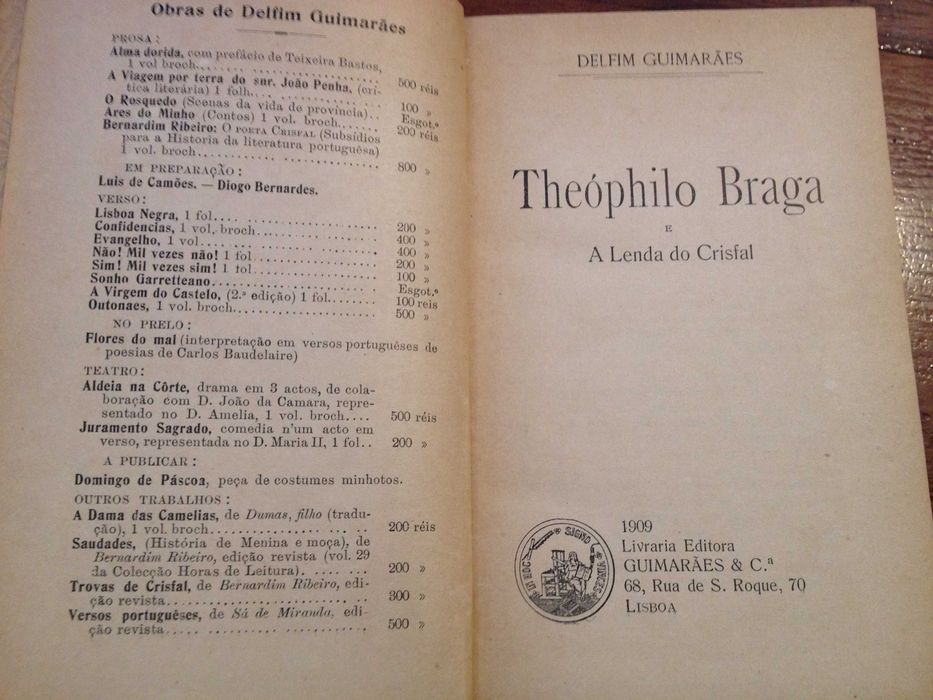 Obras de Delfim Guimarães
PROSA:
Alma dorida, com prefácio de Teixeira Bastos,
1 vol broch. 500 réis
A Viagem por terra do snr. João Penha, (crí-
tica literária) 1 folh. 100 »
O Rosquedo (Scenas da vida de província) Esgot.º
Ares do Minho (Contos) 1 vol. broch. 200 réis
Bernardim Ribeiro: O POETA CRISFAL (Subsídios
para a Historia da literatura portuguêsa)
1 vol. broch. 800 »
EM PREPARAÇÃO:
Luis de Camões. — Diogo Bernardes.
VERSO:
Lisboa Negra, 1 fol. 200 »
Confidencias, 1 vol. broch. 400 »
Evangelho, 1 vol. 400 »
Não! Mil vezes não! 1 fol. 200 »
Sim! Mil vezes sim! 1 fol. 100 »
Sonho Garretteano. Esgot.º
A Virgem do Castelo, (2.ª edição) 1 fol. 100 reis
Outonaes, 1 vol. broch. 500 »
NO PRELO:
Flores do mal (interpretação em versos portuguêses de
poesias de Carlos Baudelaire)
TEATRO:
Aldeia na Côrte, drama em 3 actos, de cola-
boração com D. João da Camara, repre-
sentado no D. Amelia, 1 vol. broch. 500 réis
Juramento Sagrado, comedia n'um acto em
verso, representada no D. Maria II, 1 fol. 200 »
A PUBLICAR:
Domingo de Páscoa, peça de costumes minhotos.
OUTROS TRABALHOS:
A Dama das Camelias, de Dumas, filho (tradu-
ção), 1 vol. broch. 200 réis
Saudades, (História de Menina e moça), de
Bernardim Ribeiro, edição revista (vol. 29
da Colecção Horas de Leitura). 200 »
Trovas de Crisfal, de Bernardim Ribeiro, edi-
ção revista. 300 »
Versos portuguêses, de Sá de Miranda, edi-
ção revista. 500 »
DELFIM GUIMARÃES
Theóphilo Braga
E
A Lenda do Crisfal
1909
Livraria Editora
GUIMARÃES & C.ª
68, Rua de S. Roque, 70
LISBOA